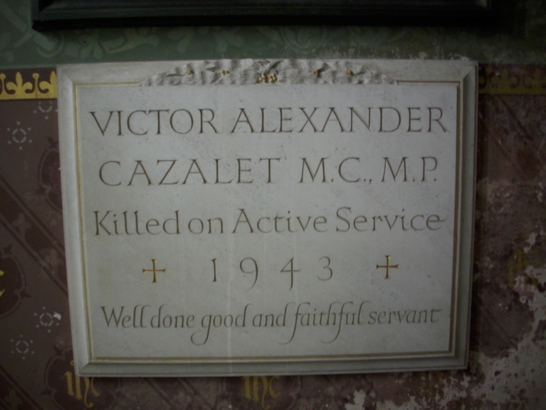 VICTOR ALEXANDER
CAZALET M.C., M.P.
Killed on Active Service
1943
Well done good and faithful servant